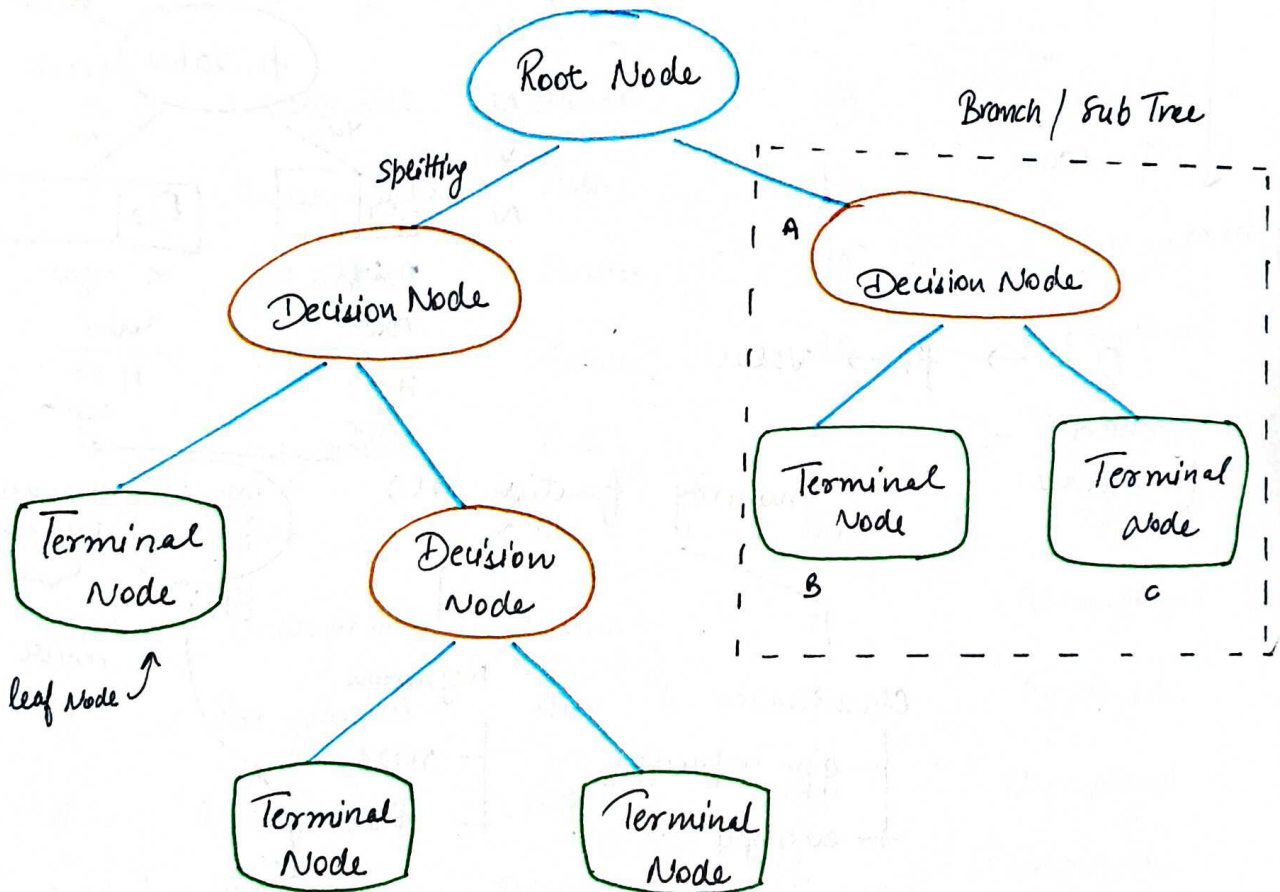 Root Node
Branch / Sub Tree
splitting
A
Decision Node
Decision Node
Terminal
Node
Terminal
Node
Terminal
Node
Decision
Node
B
C
leaf Node
Terminal
Node
Terminal
Node